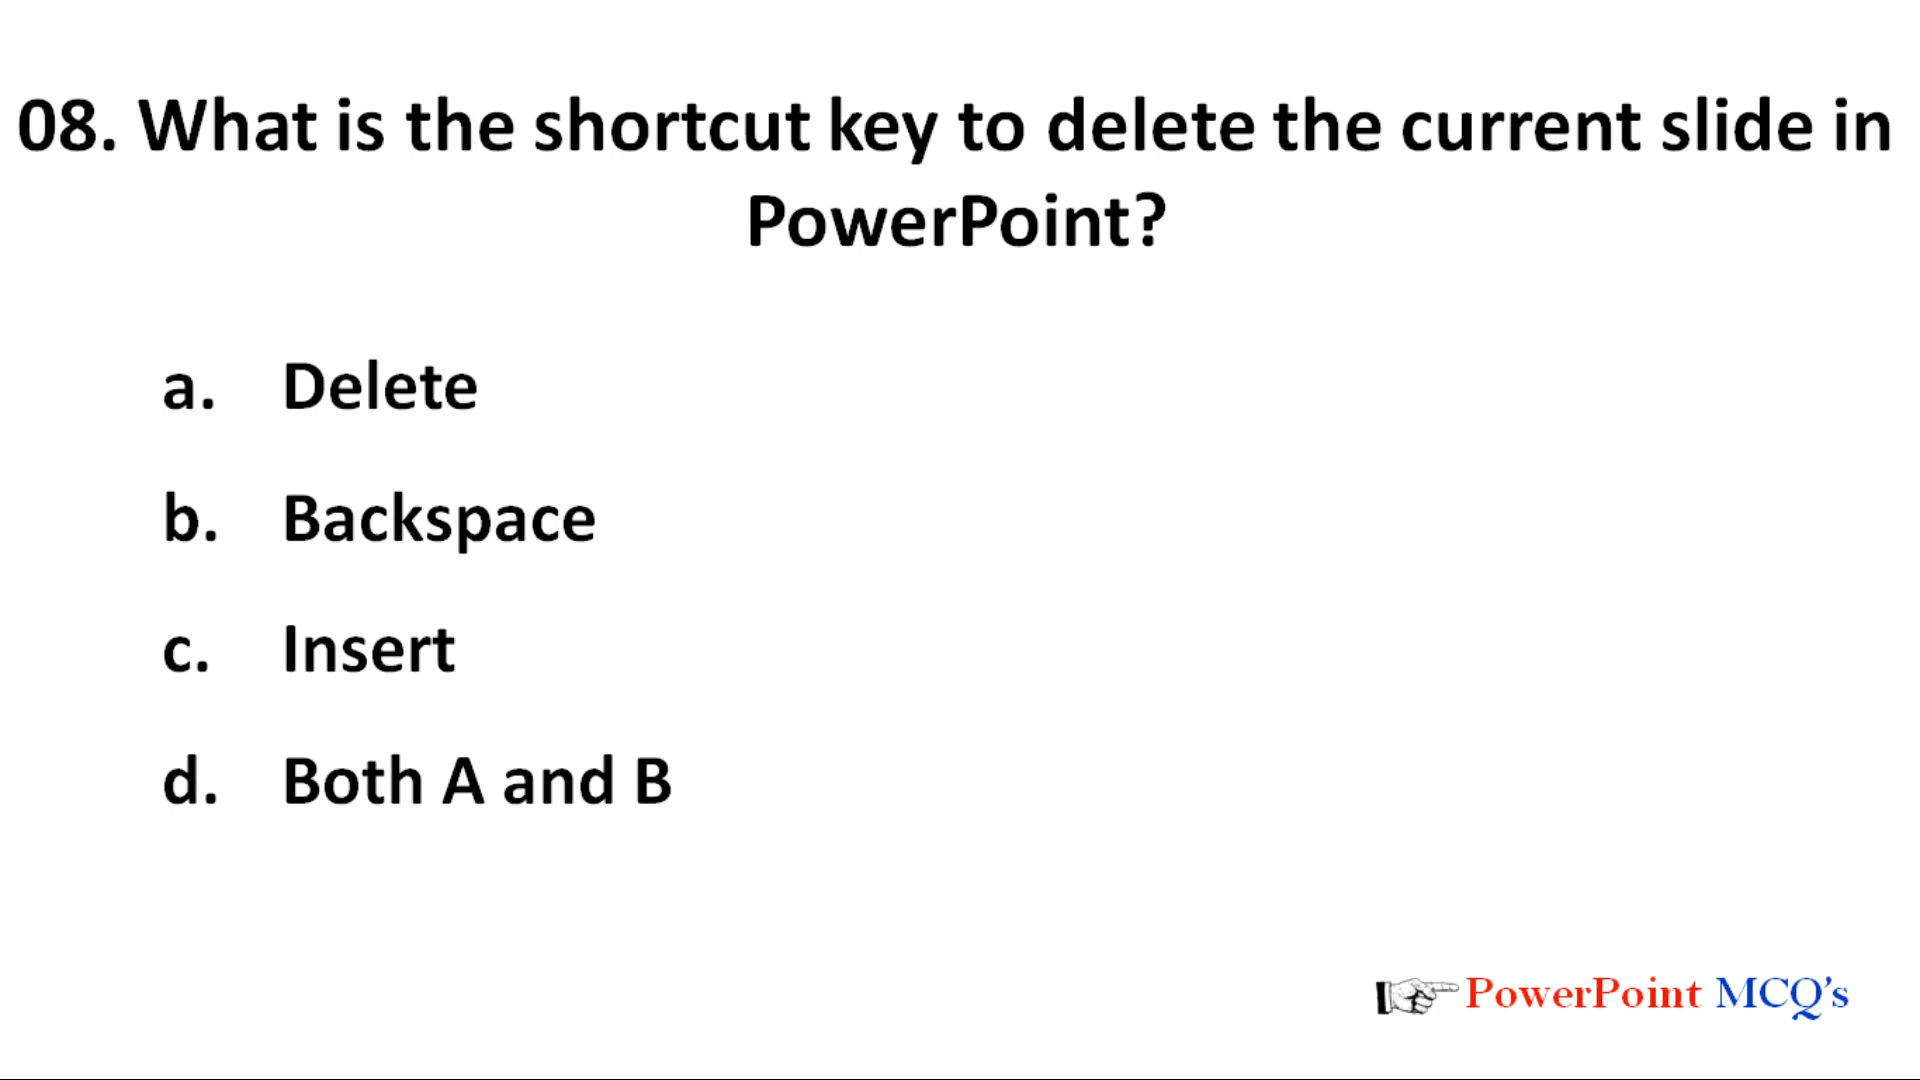 08. What is the shortcut key to delete the current slide in
PowerPoint?
a. Delete
b. Backspace
c. Insert
d. Both A and B
PowerPoint MCQ's